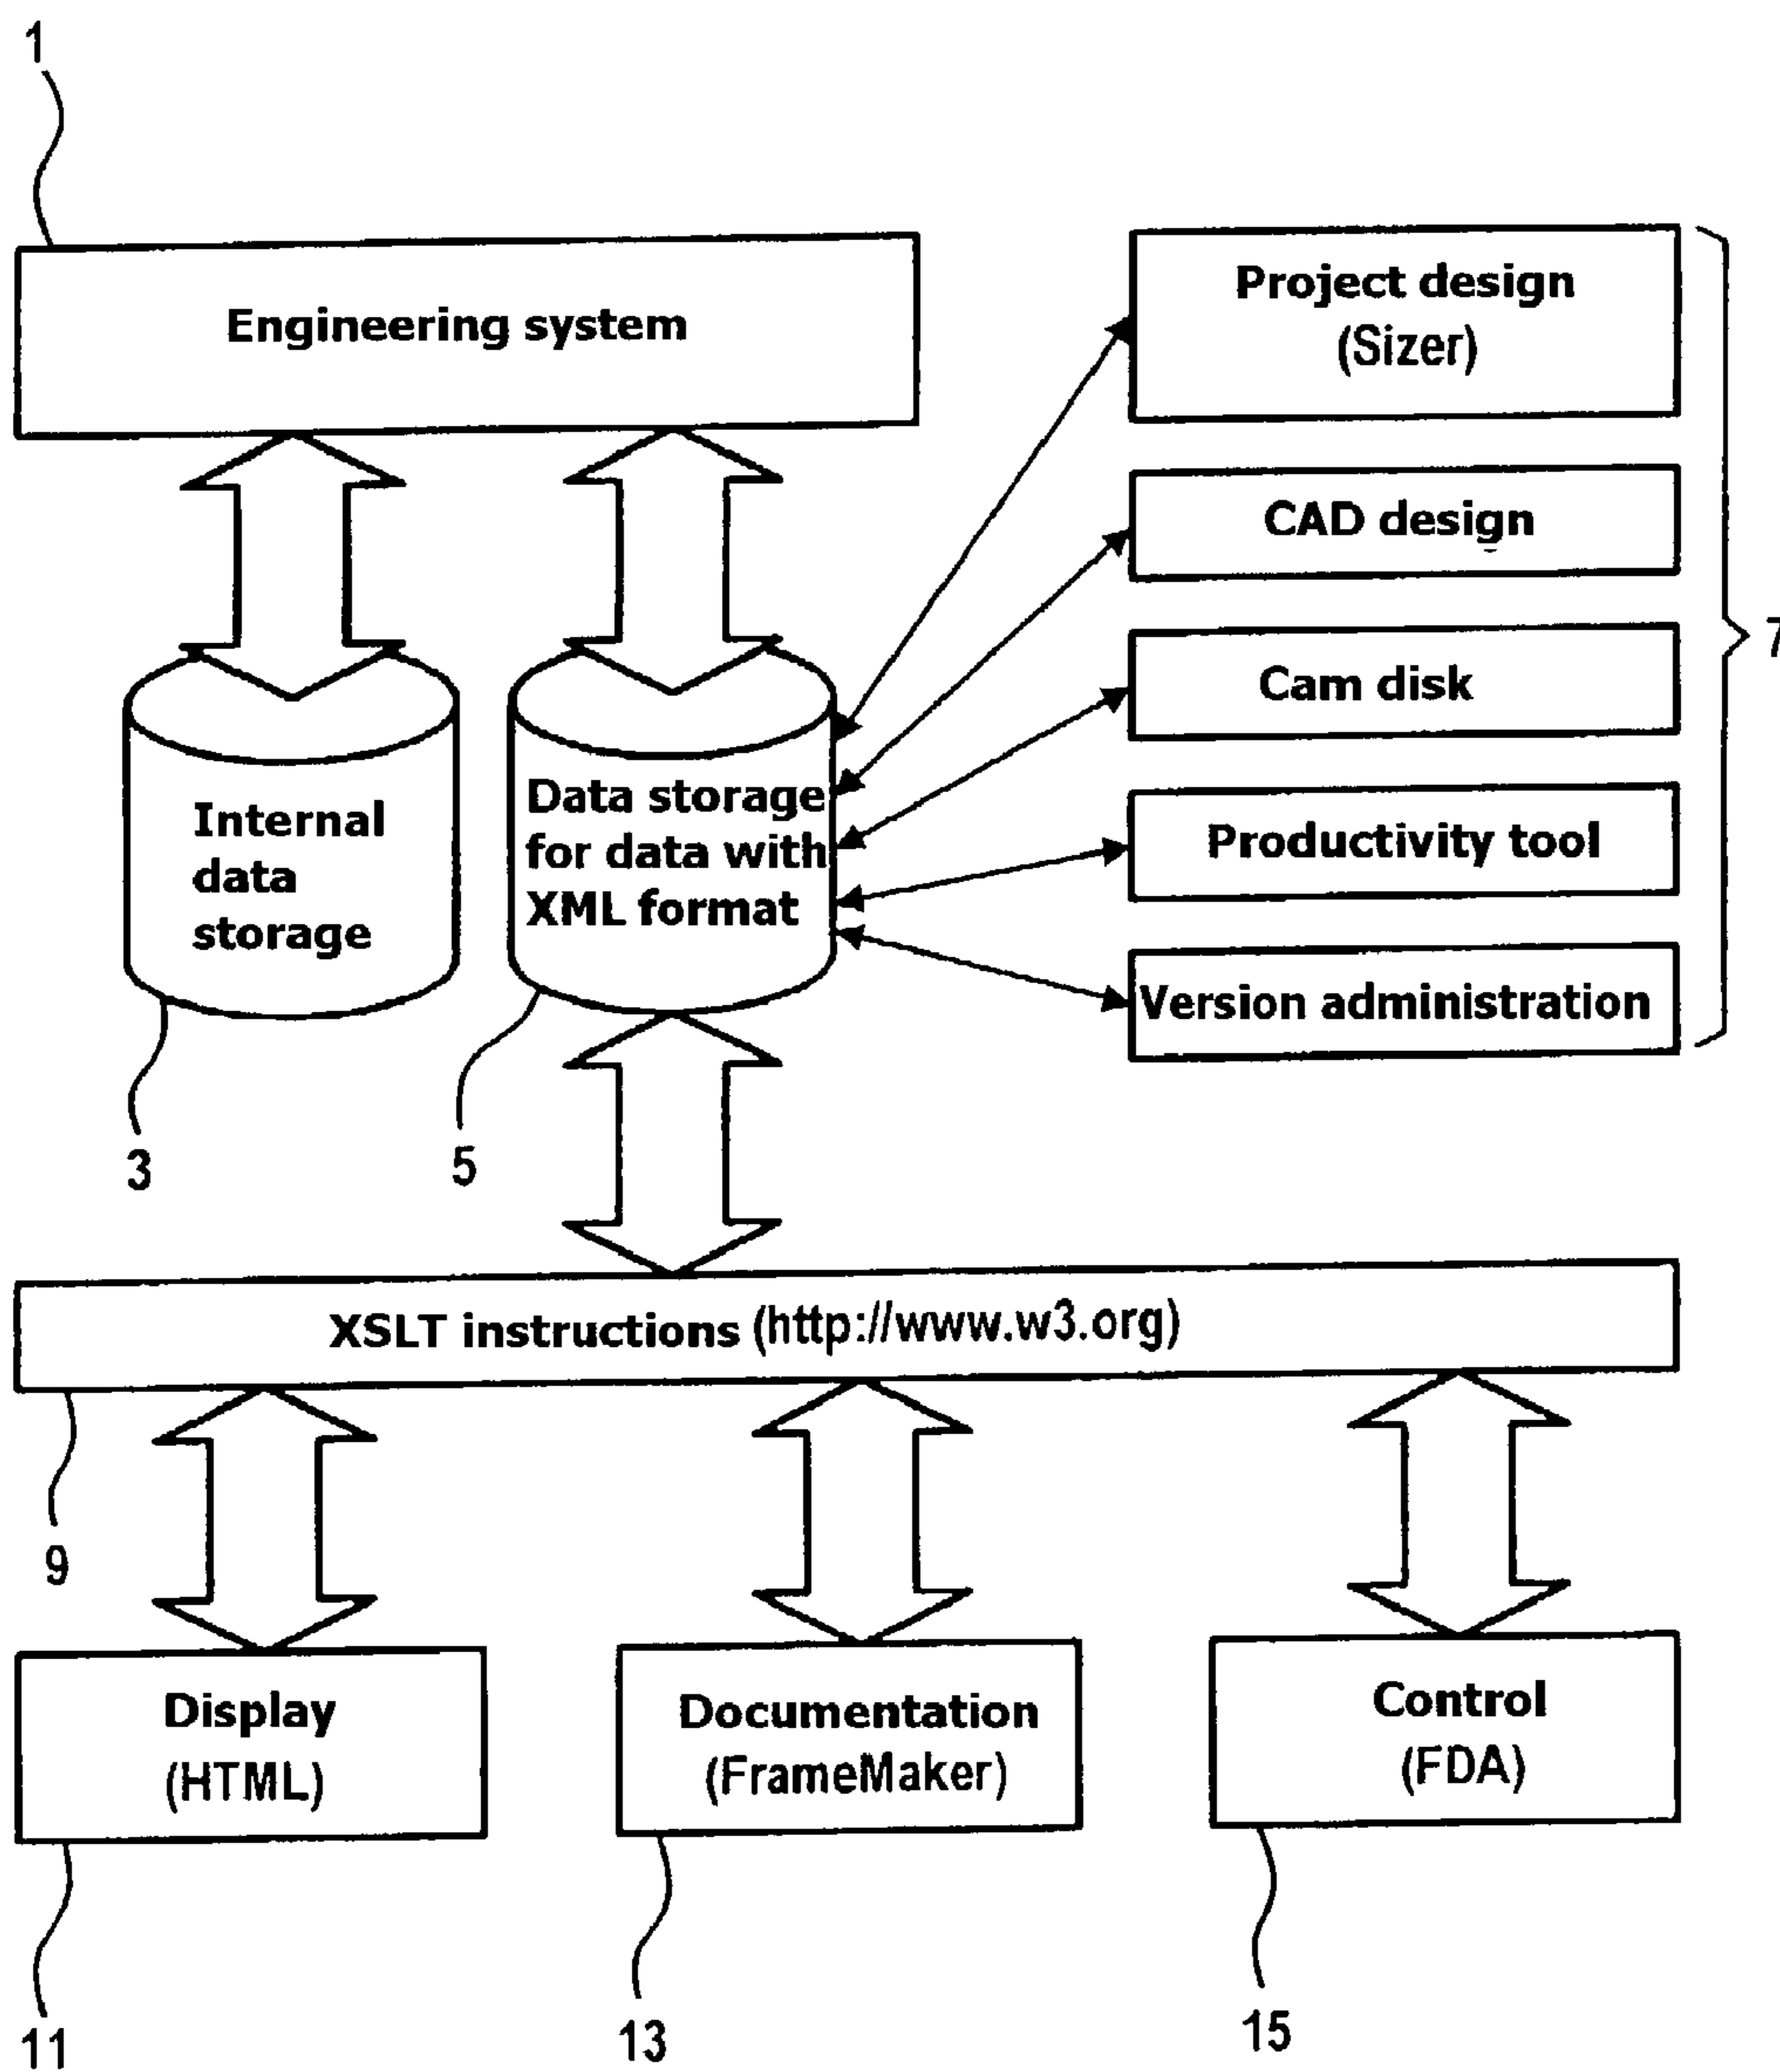 1
Engineering system
Project design
(Sizer)
CAD design
Cam disk
7
Productivity tool
Version administration
Internal
data
storage
Data storage
for data with
XML format
3
5
XSLT instructions (http://www.w3.org)
9
Display
(HTML)
Documentation
(FrameMaker)
Control
(FDA)
11
13
15